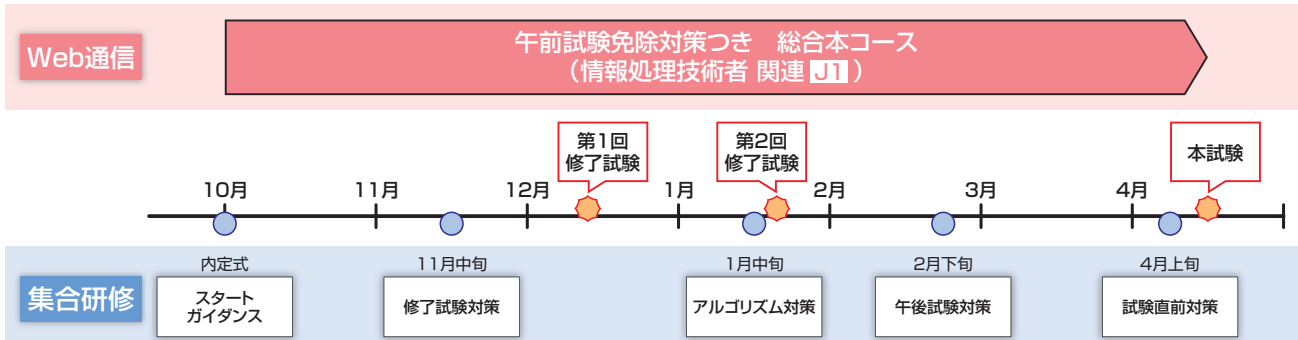 Web通信
午前試験免除対策つき 総合本コース
（情報処理技術者 関連 J1 ）
第1回
修了試験
第2回
修了試験
本試験
10月
11月
12月
1月
2月
3月
4月
集合研修
内定式
スタート
ガイダンス
11月中旬
修了試験対策
1月中旬
アルゴリズム対策
2月下旬
午後試験対策
4月上旬
試験直前対策